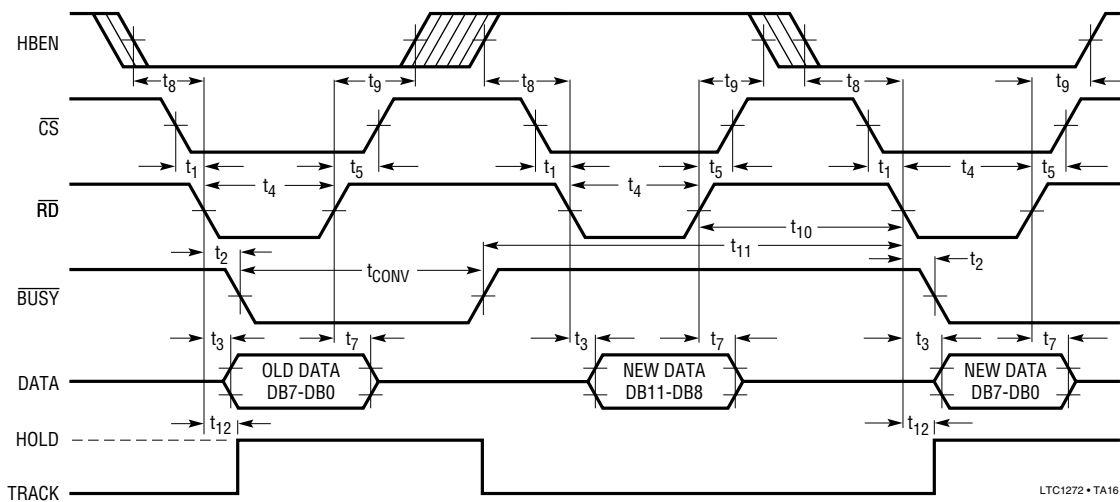 HBEN
t8 t9 t8 t9 t8 t9
CS
t1 t4 t5 t1 t4 t5 t1 t4 t5
RD
t10
t2 t11 t2
tCONV
BUSY
t3 t7 t3 t7 t3 t7
DATA
OLD DATA
DB7-DB0
NEW DATA
DB11-DB8
NEW DATA
DB7-DB0
t12 t12
HOLD
TRACK
LTC1272 • TA16